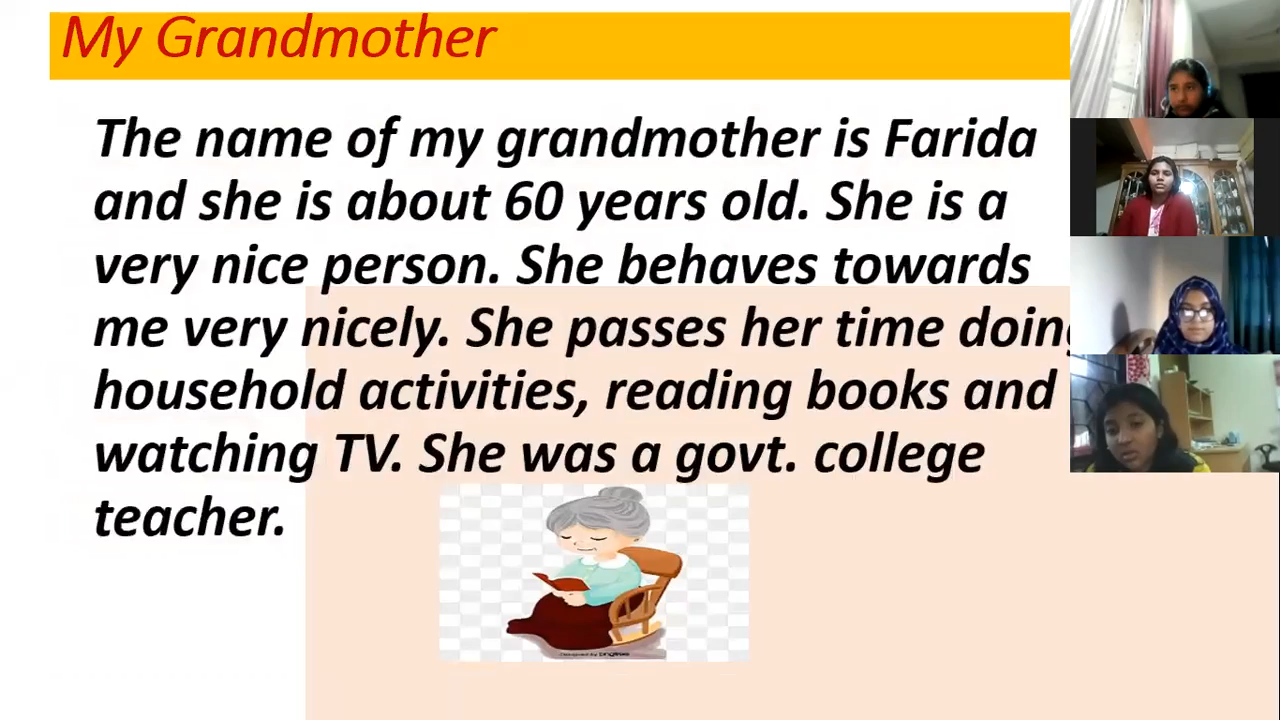 My Grandmother
The name of my grandmother is Farida
and she is about 60 years old. She is a
very nice person. She behaves towards
me very nicely. She passes her time doing
household activities, reading books and
watching TV. She was a govt. college
teacher.